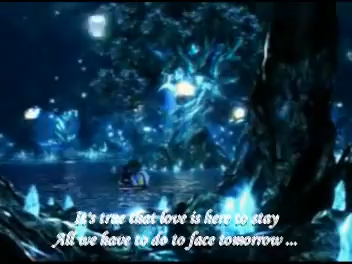 It's true that love is here to stay
All we have to do to face tomorrow ...